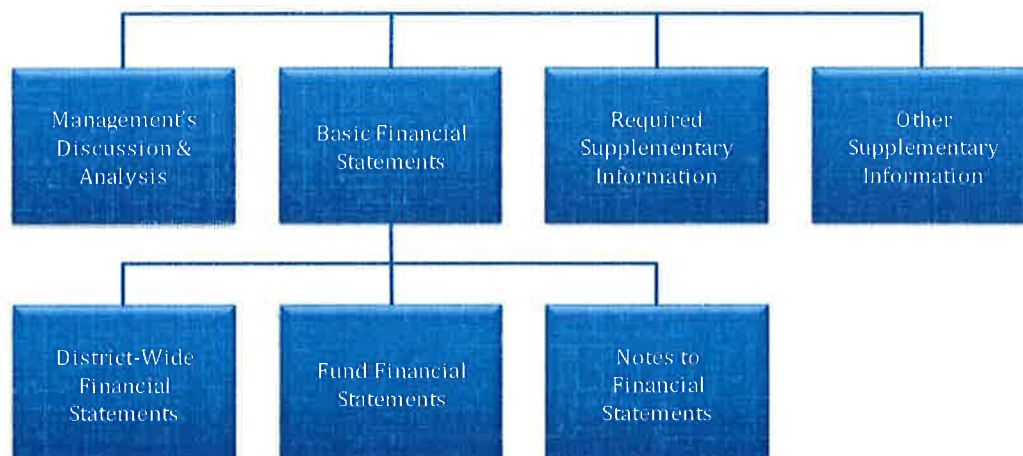 Management's
Discussion &
Analysis
Basic Financial
Statements
Required
Supplementary
Information
Other
Supplementary
Information
District-Wide
Financial
Statements
Fund Financial
Statements
Notes to
Financial
Statements